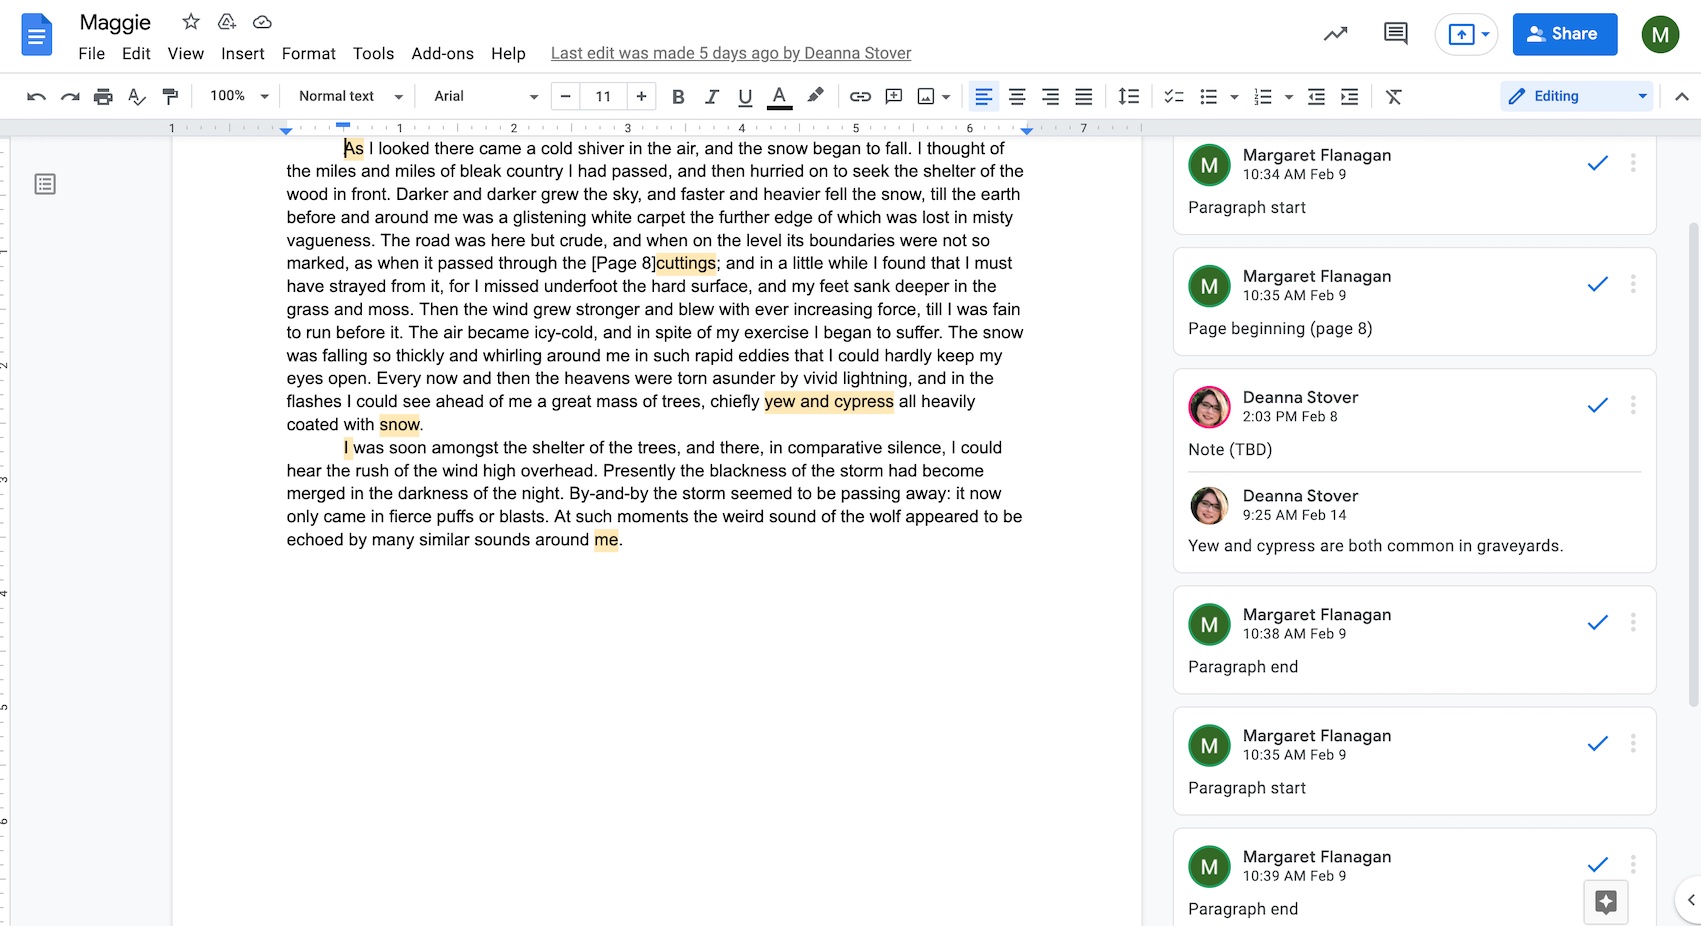 Maggie
File Edit View Insert Format Tools Add-ons Help Last edit was made 5 days ago by Deanna Stover
Share
M
100% Normal text Arial 11 B I U A Editing
1 1 2 3 4 5 6 7
1
2
3
4
5
6
As I looked there came a cold shiver in the air, and the snow began to fall. I thought of
the miles and miles of bleak country I had passed, and then hurried on to seek the shelter of the
wood in front. Darker and darker grew the sky, and faster and heavier fell the snow, till the earth
before and around me was a glistening white carpet the further edge of which was lost in misty
vagueness. The road was here but crude, and when on the level its boundaries were not so
marked, as when it passed through the [Page 8]cuttings; and in a little while I found that I must
have strayed from it, for I missed underfoot the hard surface, and my feet sank deeper in the
grass and moss. Then the wind grew stronger and blew with ever increasing force, till I was fain
to run before it. The air became icy-cold, and in spite of my exercise I began to suffer. The snow
was falling so thickly and whirling around me in such rapid eddies that I could hardly keep my
eyes open. Every now and then the heavens were torn asunder by vivid lightning, and in the
flashes I could see ahead of me a great mass of trees, chiefly yew and cypress all heavily
coated with snow.
I was soon amongst the shelter of the trees, and there, in comparative silence, I could
hear the rush of the wind high overhead. Presently the blackness of the storm had become
merged in the darkness of the night. By-and-by the storm seemed to be passing away: it now
only came in fierce puffs or blasts. At such moments the weird sound of the wolf appeared to be
echoed by many similar sounds around me.
M
Margaret Flanagan
10:34 AM Feb 9
Paragraph start
M
Margaret Flanagan
10:35 AM Feb 9
Page beginning (page 8)
Deanna Stover
2:03 PM Feb 8
Note (TBD)
Deanna Stover
9:25 AM Feb 14
Yew and cypress are both common in graveyards.
M
Margaret Flanagan
10:38 AM Feb 9
Paragraph end
M
Margaret Flanagan
10:35 AM Feb 9
Paragraph start
M
Margaret Flanagan
10:39 AM Feb 9
Paragraph end